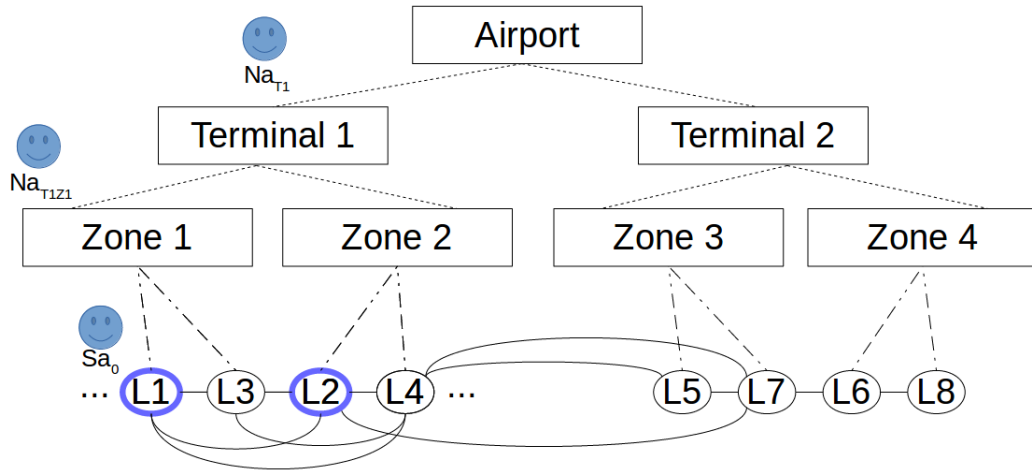 Airport
Na_T1
Terminal 1
Terminal 2
Na_T1Z1
Zone 1
Zone 2
Zone 3
Zone 4
Sa_0
... L1 L3 L2 L4 ... L5 L7 L6 L8